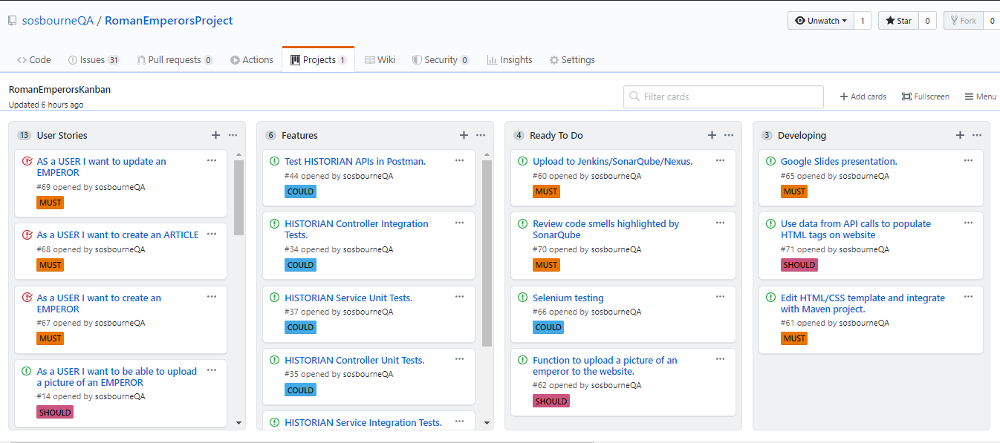 sosbourneQA / RomanEmperorsProject
Unwatch 1 Star 0 Fork 0
Code Issues 31 Pull requests 0 Actions Projects 1 Wiki Security 0 Insights Settings
RomanEmperorsKanban
Updated 6 hours ago
Filter cards
Add cards Fullscreen Menu
13 User Stories
AS a USER I want to update an
EMPEROR
#69 opened by sosbourneQA
MUST
As a USER I want to create an ARTICLE
#68 opened by sosbourneQA
MUST
As a USER I want to create an
EMPEROR
#67 opened by sosbourneQA
MUST
As a USER I want to be able to upload
a picture of an EMPEROR
#14 opened by sosbourneQA
SHOULD
6 Features
Test HISTORIAN APIs in Postman.
#44 opened by sosbourneQA
COULD
HISTORIAN Controller Integration
Tests.
#34 opened by sosbourneQA
COULD
HISTORIAN Service Unit Tests.
#37 opened by sosbourneQA
COULD
HISTORIAN Controller Unit Tests.
#35 opened by sosbourneQA
COULD
HISTORIAN Service Integration Tests.
4 Ready To Do
Upload to Jenkins/SonarQube/Nexus.
#60 opened by sosbourneQA
MUST
Review code smells highlighted by
SonarQube
#70 opened by sosbourneQA
MUST
Selenium testing
#66 opened by sosbourneQA
COULD
Function to upload a picture of an
emperor to the website.
#62 opened by sosbourneQA
SHOULD
3 Developing
Google Slides presentation.
#65 opened by sosbourneQA
MUST
Use data from API calls to populate
HTML tags on website
#71 opened by sosbourneQA
SHOULD
Edit HTML/CSS template and integrate
with Maven project.
#61 opened by sosbourneQA
MUST